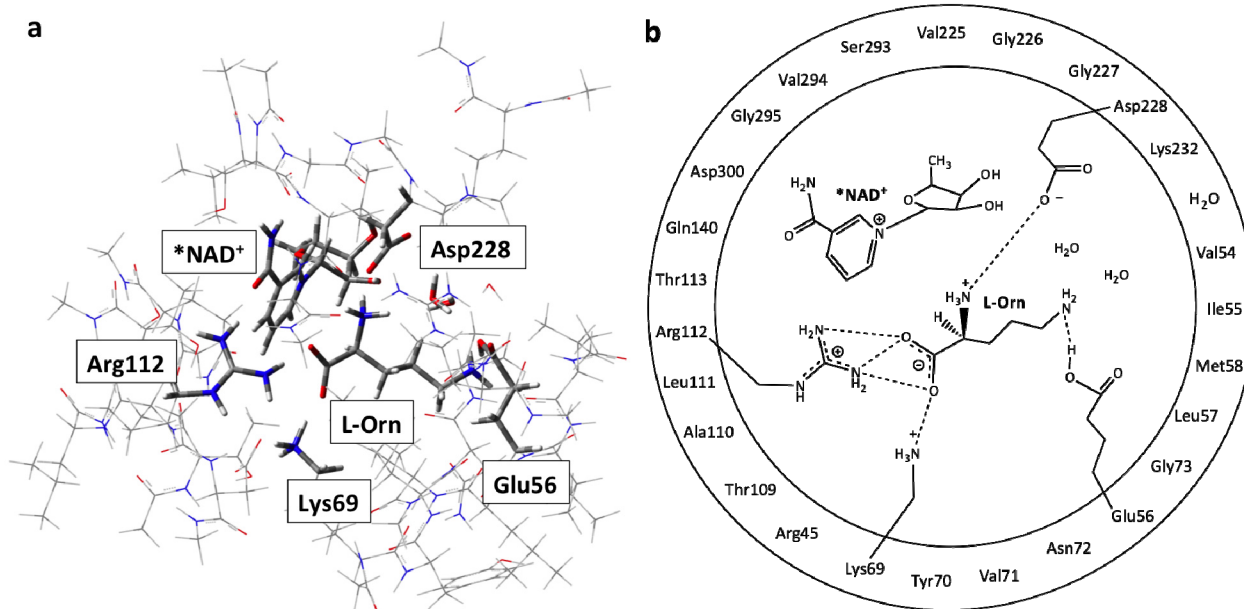 a
*NAD⁺
Asp228
Arg112
L-Orn
Lys69
Glu56
b
Val225
Gly226
Gly227
Asp228
Lys232
H₂O
Val54
Ile55
Met58
Leu57
Gly73
Glu56
Asn72
Val71
Tyr70
Lys69
Arg45
Thr109
Ala110
Leu111
Arg112
Thr113
Gln140
Asp300
Gly295
Val294
Ser293
CH₃
OH
O
OH
H₂N
O
*NAD⁺
N
+
O
O⁻
H₂O
H₂O
+
H₃N
L-Orn
NH₂
H
H
O
O
H₂N
+
NH₂
N
H
O
−
O
+
H₃N